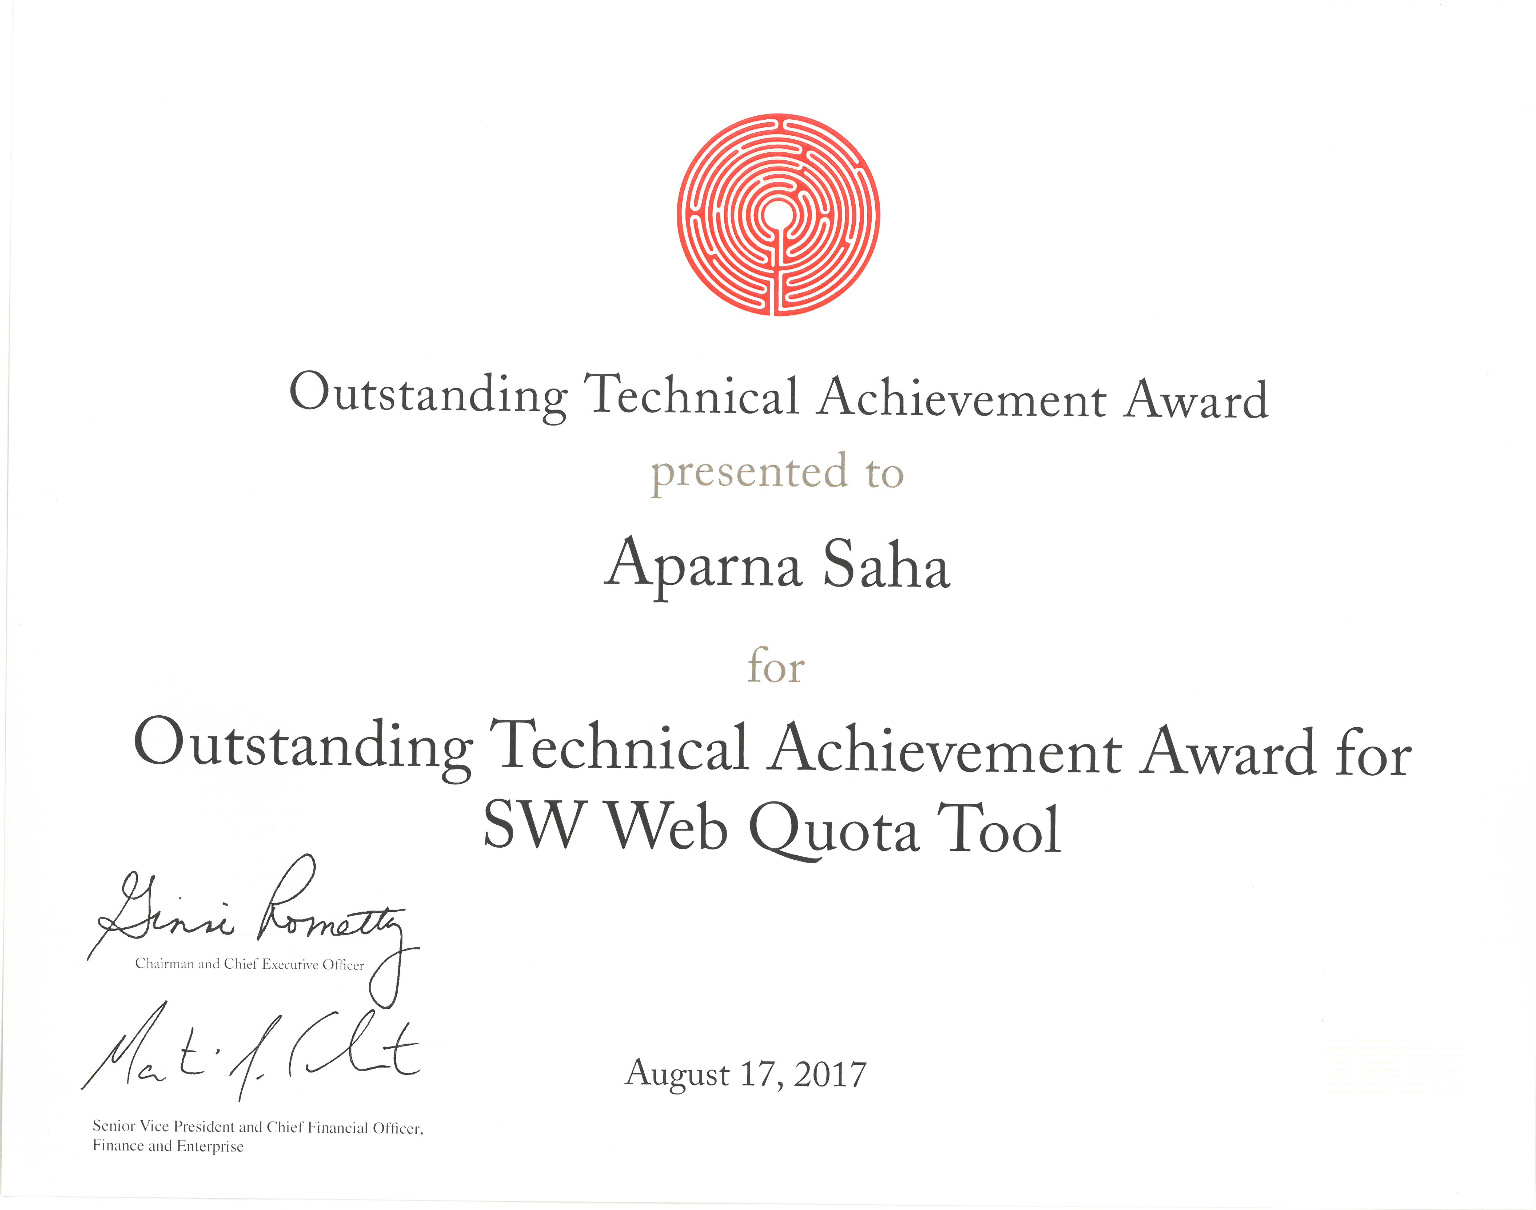 Outstanding Technical Achievement Award
presented to
Aparna Saha
for
Outstanding Technical Achievement Award for
SW Web Quota Tool
Ginni Rometty
Chairman and Chief Executive Officer
Senior Vice President and Chief Financial Officer,
Finance and Enterprise
August 17, 2017
IBM